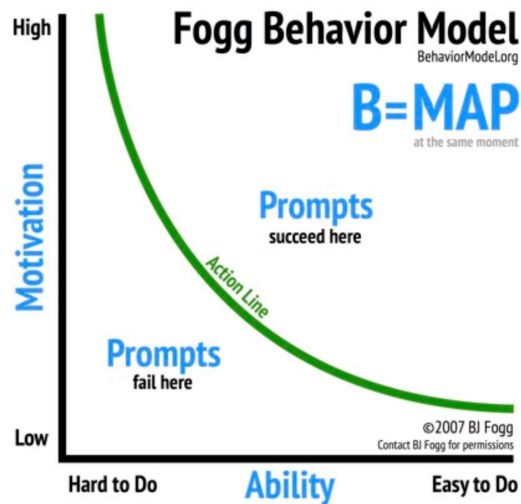 High
Fogg Behavior Model
BehaviorModel.org
B=MAP
at the same moment
Motivation
Prompts
succeed here
Action Line
Prompts
fail here
Low
©2007 BJ Fogg
Contact BJ Fogg for permissions
Hard to Do
Ability
Easy to Do